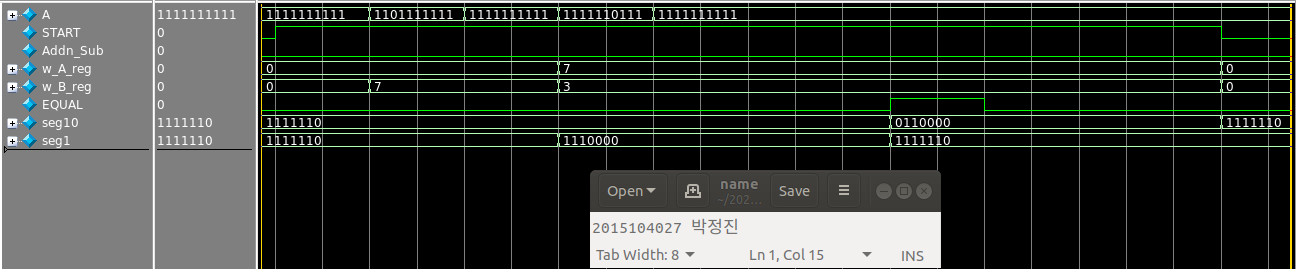 A 1111111111 1111111111 1101111111 1111111111 1111110111 1111111111
START 0
Addn_Sub 0
w_A_reg 0 0 7 0
w_B_reg 0 0 7 3 0
EQUAL 0
seg10 1111110 1111110 0110000 1111110
seg1 1111110 1111110 1110000 1111110
Open name Save
~/202...
2015104027 박정진
Tab Width: 8 Ln 1, Col 15 INS